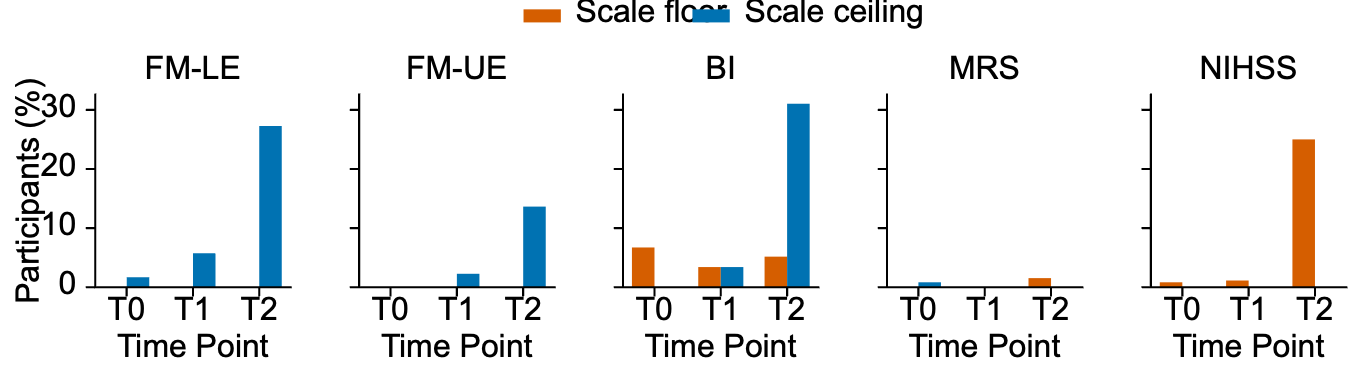 Scale floor Scale ceiling
FM-LE FM-UE BI MRS NIHSS
Participants (%)
30
20
10
0
T0 T1 T2 T0 T1 T2 T0 T1 T2 T0 T1 T2 T0 T1 T2
Time Point Time Point Time Point Time Point Time Point